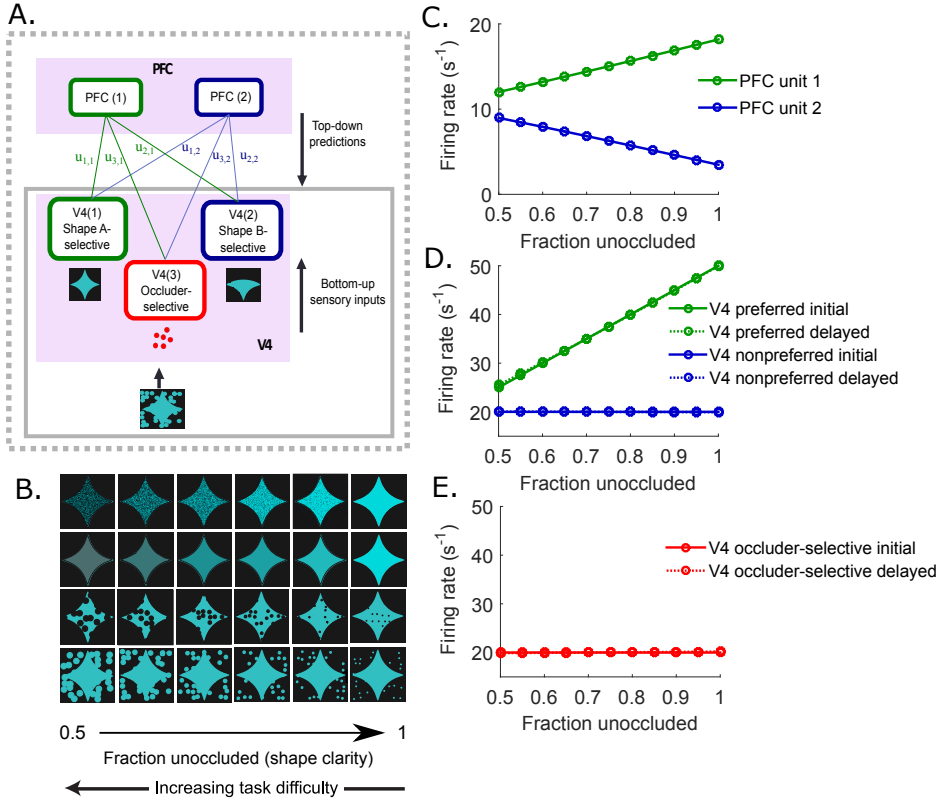 A.
PFC
PFC (1)
PFC (2)
Top-down
predictions
u1,1
u3,1
u2,1
u1,2
u3,2
u2,2
V4(1)
Shape A-
selective
V4(2)
Shape B-
selective
V4(3)
Occluder-
selective
Bottom-up
sensory inputs
V4
B.
0.5
1
Fraction unoccluded (shape clarity)
Increasing task difficulty
C.
Firing rate (s-1)
20
10
0
PFC unit 1
PFC unit 2
0.5 0.6 0.7 0.8 0.9 1
Fraction unoccluded
D.
Firing rate (s-1)
50
40
30
20
V4 preferred initial
V4 preferred delayed
V4 nonpreferred initial
V4 nonpreferred delayed
0.5 0.6 0.7 0.8 0.9 1
Fraction unoccluded
E.
Firing rate (s-1)
50
40
30
20
V4 occluder-selective initial
V4 occluder-selective delayed
0.5 0.6 0.7 0.8 0.9 1
Fraction unoccluded